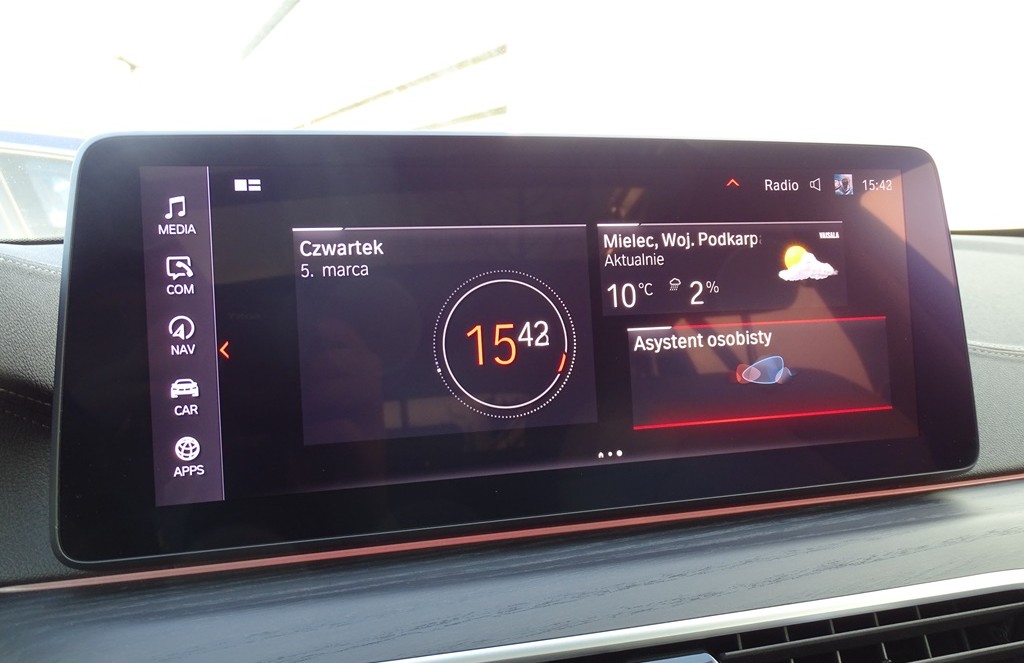 Radio 15:42
MEDIA
COM
NAV
CAR
APPS
Czwartek
5. marca
15 42
Mielec, Woj. Podkarp
VAISALA
Aktualnie
10°C 2%
Asystent osobisty